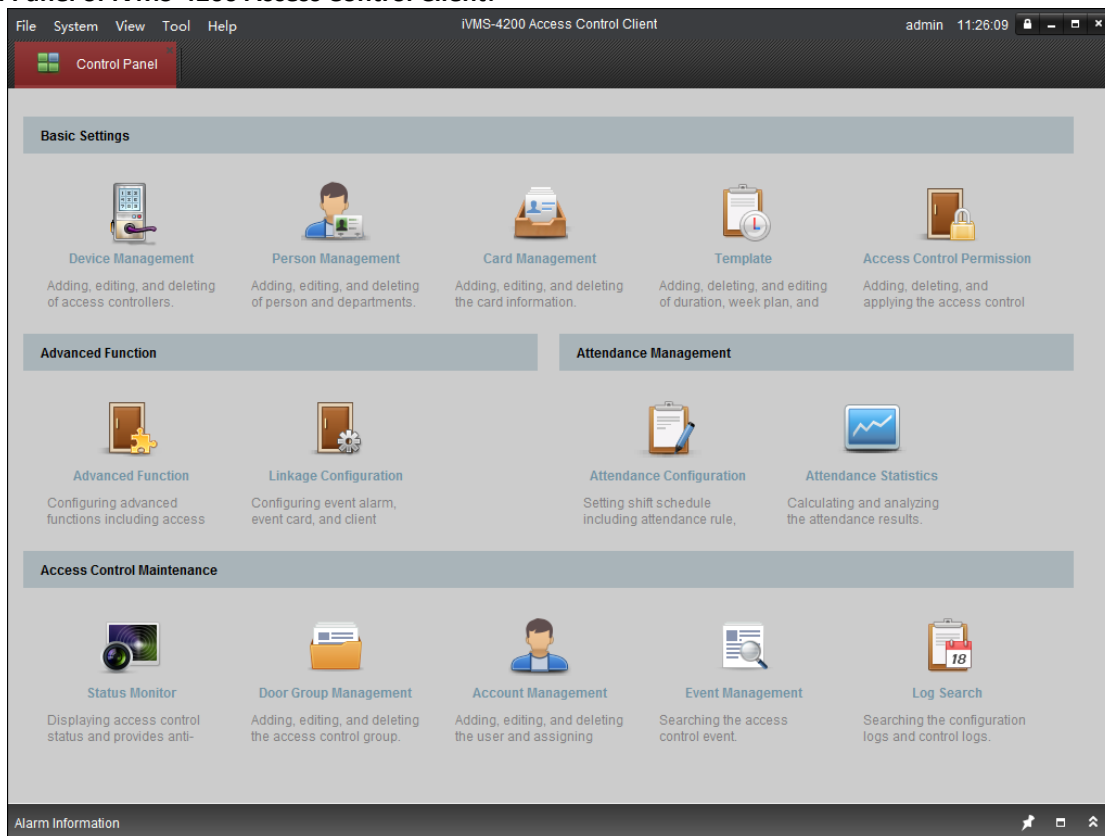 File System View Tool Help iVMS-4200 Access Control Client admin 11:26:09
Control Panel
Basic Settings
Device Management Person Management Card Management Template Access Control Permission
Adding, editing, and deleting Adding, editing, and deleting Adding, editing, and deleting Adding, deleting, and editing Adding, deleting, and
of access controllers. of person and departments. the card information. of duration, week plan, and applying the access control
Advanced Function Attendance Management
Advanced Function Linkage Configuration Attendance Configuration Attendance Statistics
Configuring advanced Configuring event alarm, Setting shift schedule Calculating and analyzing
functions including access event card, and client including attendance rule, the attendance results.
Access Control Maintenance
18
Status Monitor Door Group Management Account Management Event Management Log Search
Displaying access control Adding, editing, and deleting Adding, editing, and deleting Searching the access Searching the configuration
status and provides anti- the access control group. the user and assigning control event. logs and control logs.
Alarm Information